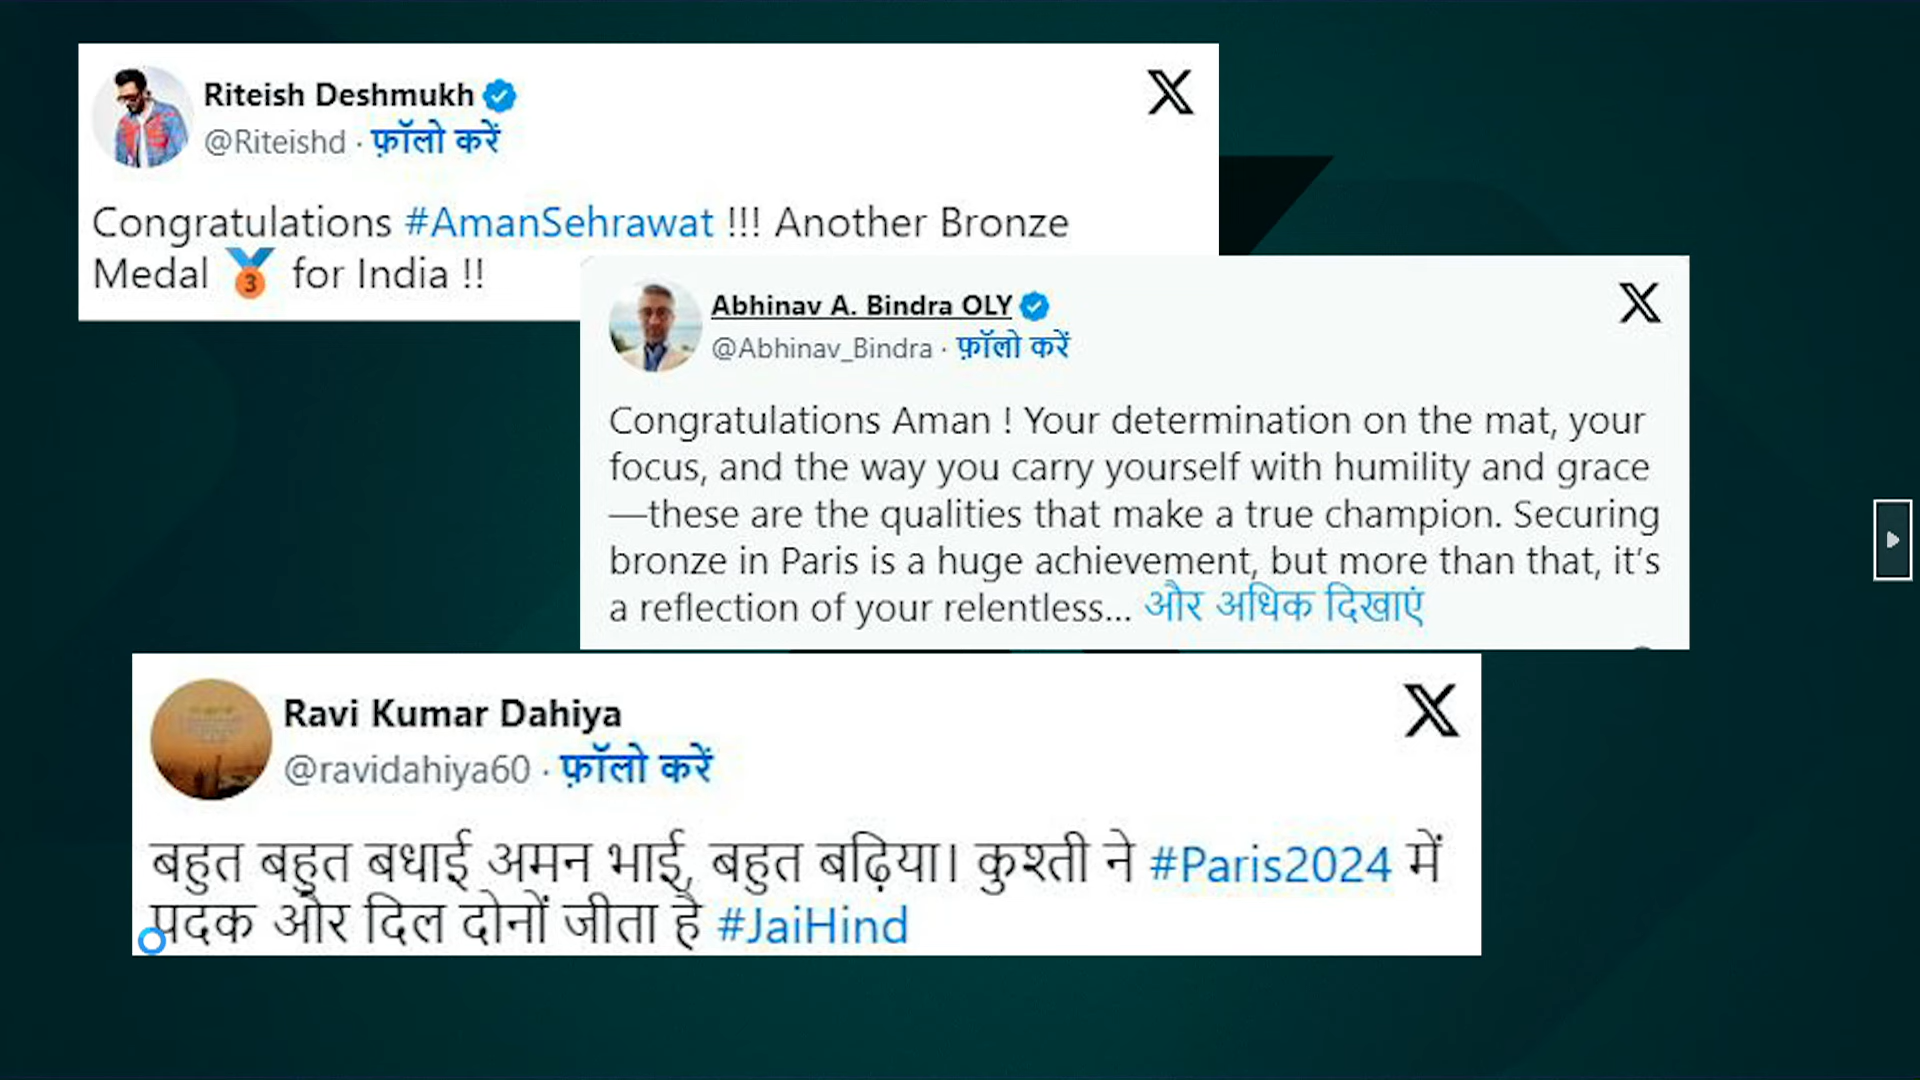 Riteish Deshmukh
@Riteishd · फ़ॉलो करें
Congratulations #AmanSehrawat !!! Another Bronze
Medal 🥉 for India !!
Abhinav A. Bindra OLY
@Abhinav_Bindra · फ़ॉलो करें
Congratulations Aman ! Your determination on the mat, your
focus, and the way you carry yourself with humility and grace
—these are the qualities that make a true champion. Securing
bronze in Paris is a huge achievement, but more than that, it's
a reflection of your relentless... और अधिक दिखाएं
Ravi Kumar Dahiya
@ravidahiya60 · फ़ॉलो करें
बहुत बहुत बधाई अमन भाई, बहुत बढ़िया। कुश्ती ने #Paris2024 में
पदक और दिल दोनों जीता है #JaiHind